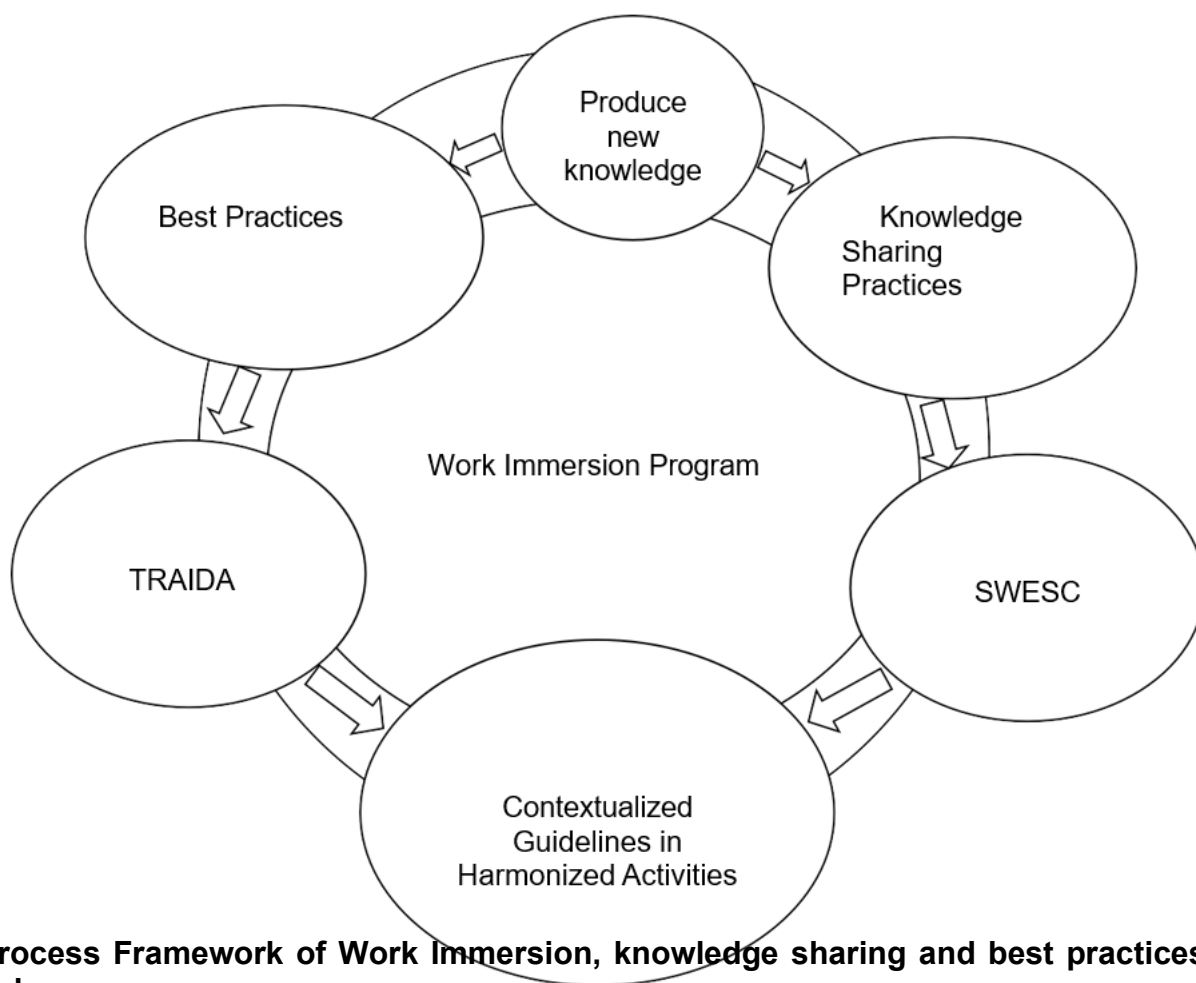 Produce
new
knowledge
Best Practices
Knowledge
Sharing
Practices
Work Immersion Program
TRAIDA
SWESC
Contextualized
Guidelines in
Harmonized Activities
rocess Framework of Work Immersion, knowledge sharing and best practices